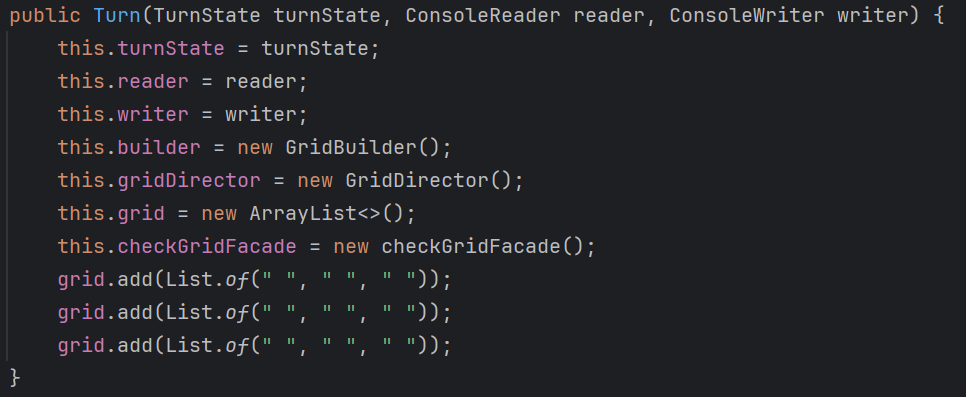 public Turn(TurnState turnState, ConsoleReader reader, ConsoleWriter writer) {
    this.turnState = turnState;
    this.reader = reader;
    this.writer = writer;
    this.builder = new GridBuilder();
    this.gridDirector = new GridDirector();
    this.grid = new ArrayList<>();
    this.checkGridFacade = new checkGridFacade();
    grid.add(List.of(" ", " ", " "));
    grid.add(List.of(" ", " ", " "));
    grid.add(List.of(" ", " ", " "));
}